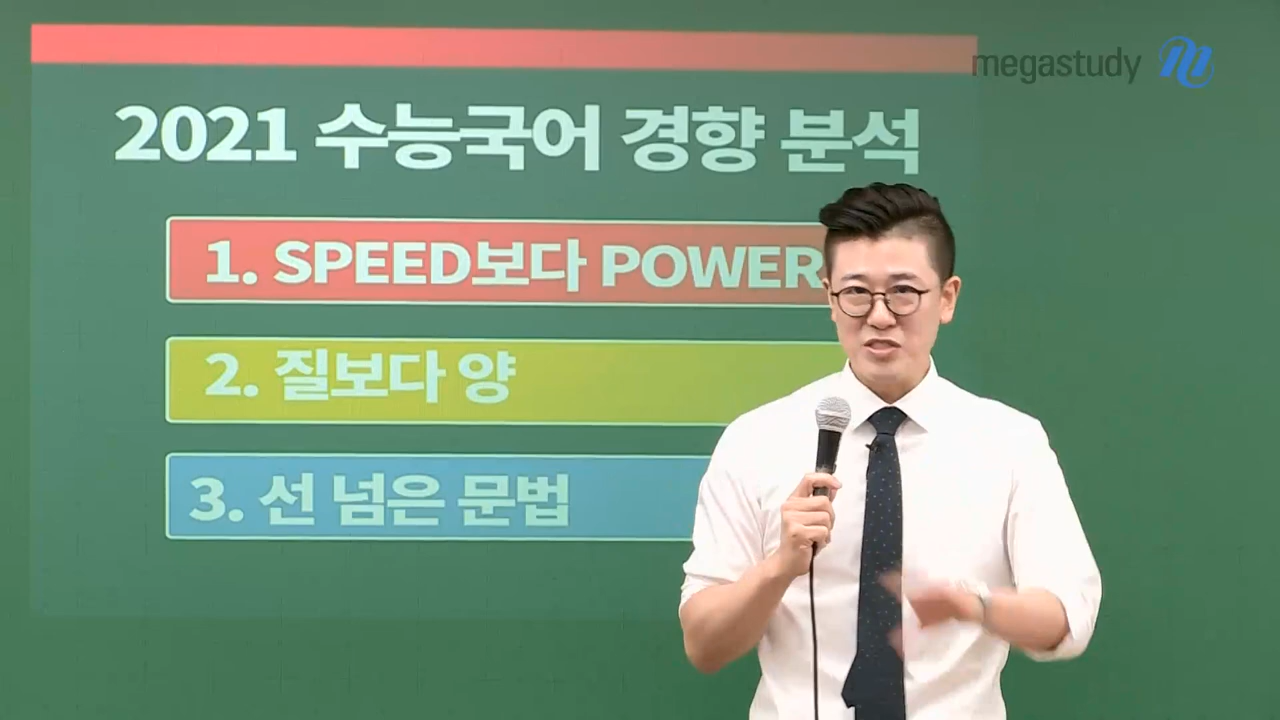 megastudy
2021 수능국어 경향 분석
1. SPEED보다 POWER
2. 질보다 양
3. 선 넘은 문법